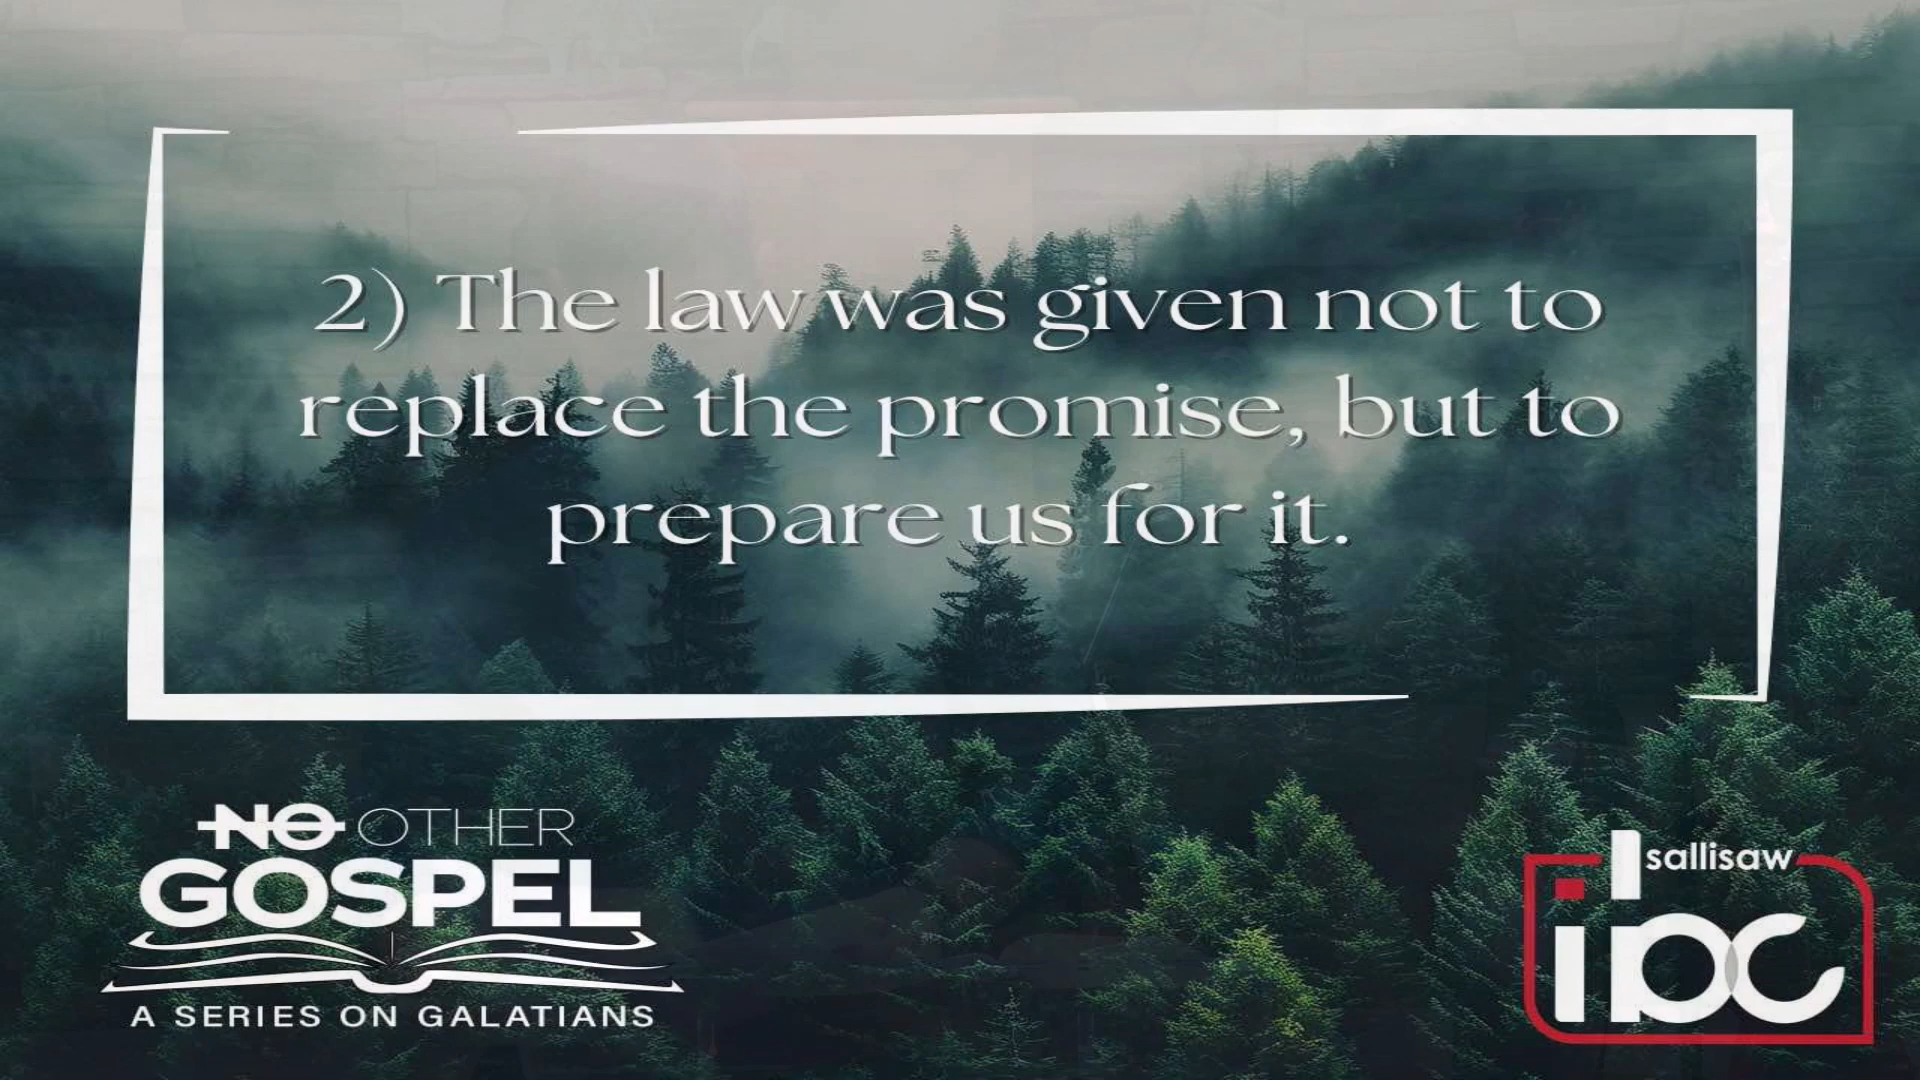 2) The law was given not to
replace the promise, but to
prepare us for it.
NO OTHER
GOSPEL
A SERIES ON GALATIANS
sallisaw
ibc